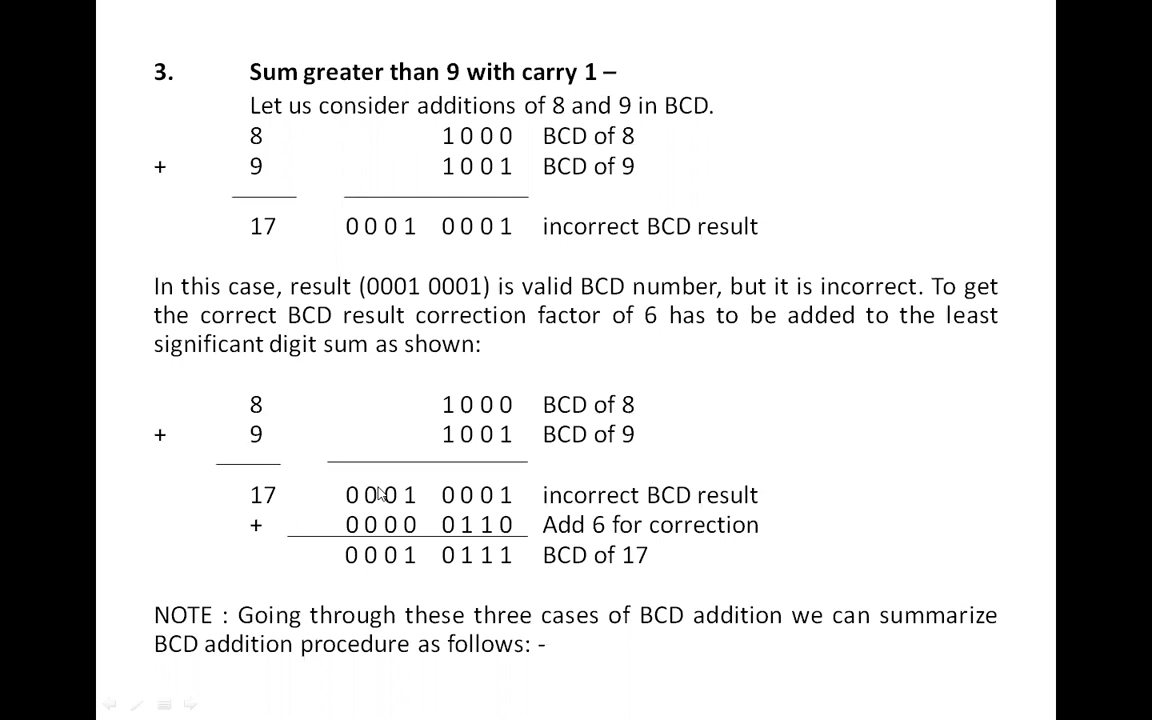 3. Sum greater than 9 with carry 1 –
Let us consider additions of 8 and 9 in BCD.
8 1 0 0 0 BCD of 8
+ 9 1 0 0 1 BCD of 9
17 0 0 0 1 0 0 0 1 incorrect BCD result
In this case, result (0001 0001) is valid BCD number, but it is incorrect. To get
the correct BCD result correction factor of 6 has to be added to the least
significant digit sum as shown:
8 1 0 0 0 BCD of 8
+ 9 1 0 0 1 BCD of 9
17 0 0 0 1 0 0 0 1 incorrect BCD result
+ 0 0 0 0 0 1 1 0 Add 6 for correction
0 0 0 1 0 1 1 1 BCD of 17
NOTE : Going through these three cases of BCD addition we can summarize
BCD addition procedure as follows: -